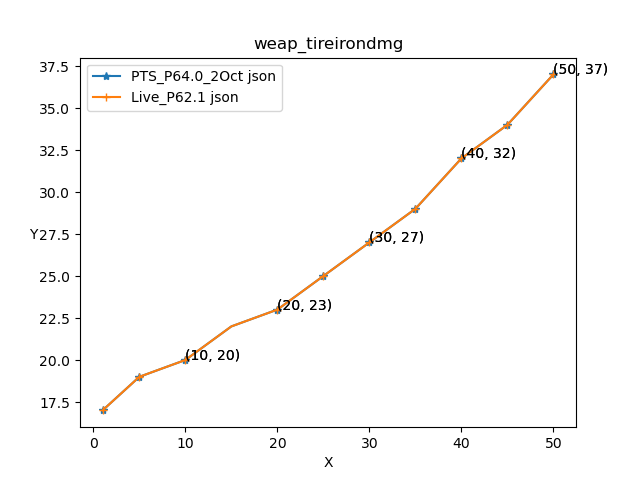 weap_tireirondmg
PTS_P64.0_2Oct json
Live_P62.1 json
37.5
35.0
32.5
30.0
27.5
25.0
22.5
20.0
17.5
Y
(50, 37)
(40, 32)
(30, 27)
(20, 23)
(10, 20)
0 10 20 30 40 50
X